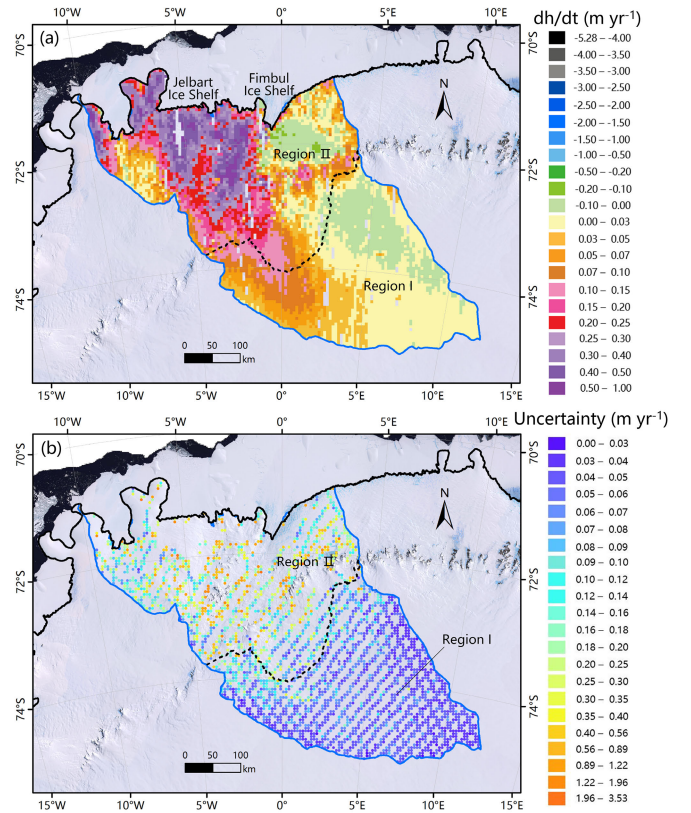 10°W 5°W 0° 5°E 10°E
dh/dt (m yr-1)
(a)
70°S
70°S
Jelbart
Ice Shelf
Fimbul
Ice Shelf
N
Region Ⅱ
72°S
72°S
Region Ⅰ
74°S
74°S
0 50 100
km
15°W 10°W 5°W 0° 5°E 10°E 15°E
-5.28 – -4.00
-4.00 – -3.50
-3.50 – -3.00
-3.00 – -2.50
-2.50 – -2.00
-2.00 – -1.50
-1.50 – -1.00
-1.00 – -0.50
-0.50 – -0.20
-0.20 – -0.10
-0.10 – 0.00
0.00 – 0.03
0.03 – 0.05
0.05 – 0.07
0.07 – 0.10
0.10 – 0.15
0.15 – 0.20
0.20 – 0.25
0.25 – 0.30
0.30 – 0.40
0.40 – 0.50
0.50 – 1.00
10°W 5°W 0° 5°E 10°E
Uncertainty (m yr-1)
(b)
70°S
70°S
N
Region Ⅱ
72°S
72°S
Region Ⅰ
74°S
74°S
0 50 100
km
15°W 10°W 5°W 0° 5°E 10°E 15°E
0.00 – 0.03
0.03 – 0.04
0.04 – 0.05
0.05 – 0.06
0.06 – 0.07
0.07 – 0.08
0.08 – 0.09
0.09 – 0.10
0.10 – 0.12
0.12 – 0.14
0.14 – 0.16
0.16 – 0.18
0.18 – 0.20
0.20 – 0.25
0.25 – 0.30
0.30 – 0.35
0.35 – 0.40
0.40 – 0.56
0.56 – 0.89
0.89 – 1.22
1.22 – 1.96
1.96 – 3.53